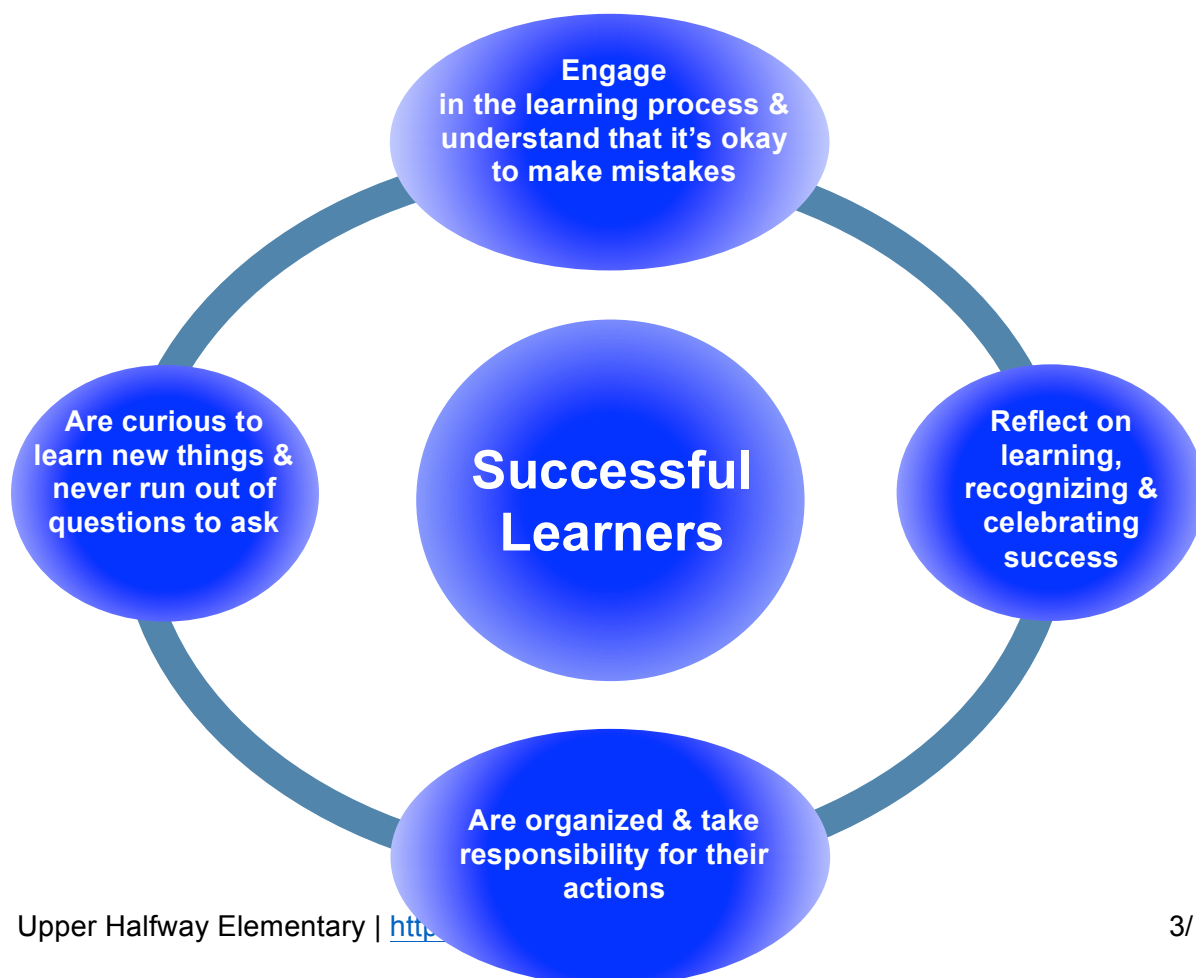 Engage
in the learning process &
understand that it's okay
to make mistakes
Are curious to
learn new things &
never run out of
questions to ask
Successful
Learners
Reflect on
learning,
recognizing &
celebrating
success
Are organized & take
responsibility for their
actions
Upper Halfway Elementary | http 3/